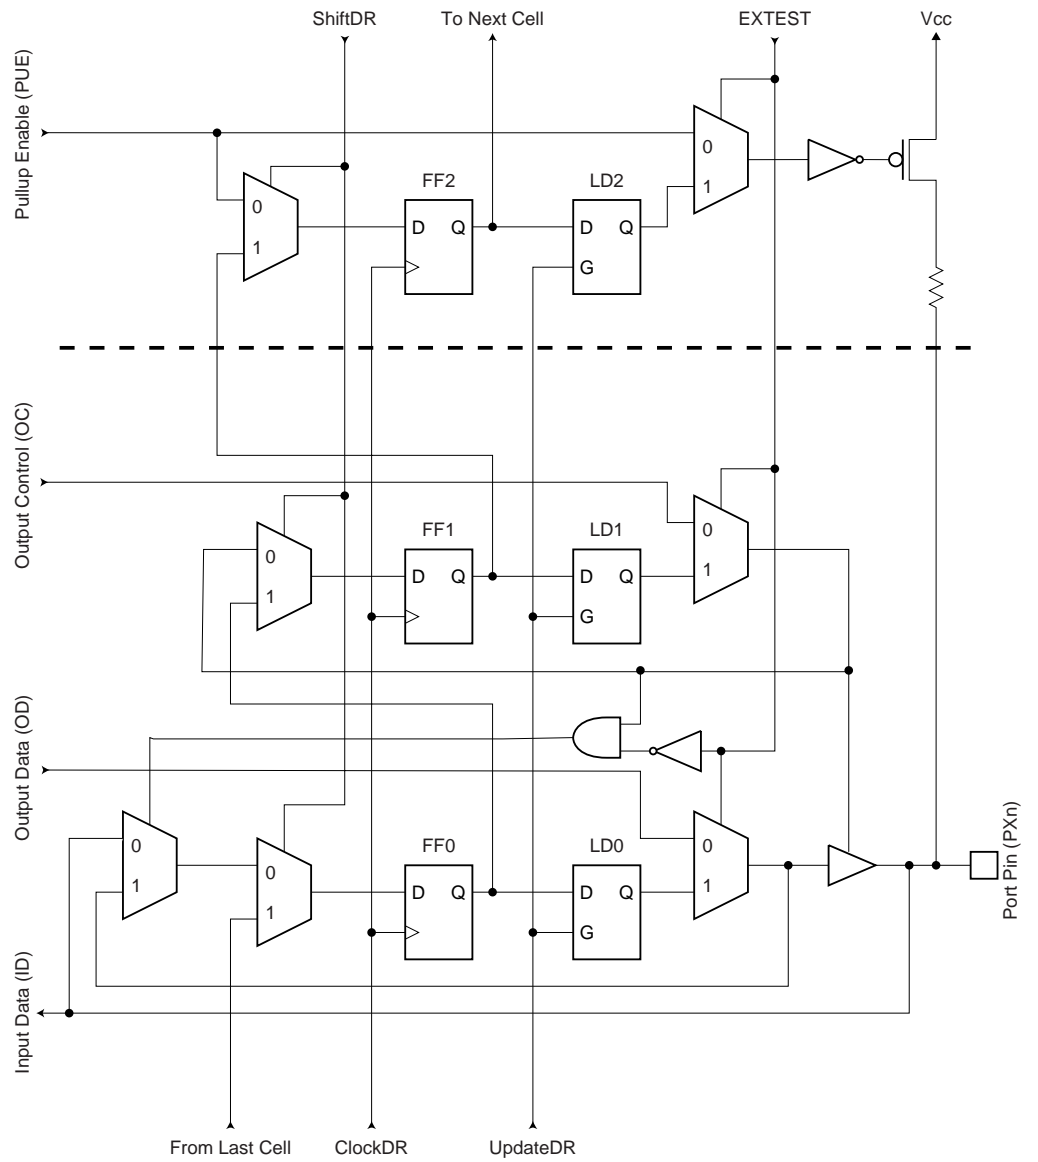 ShiftDR
To Next Cell
EXTEST
Vcc
Pullup Enable (PUE)
0
1
FF2
D Q
LD2
D Q
G
0
1
Output Control (OC)
0
1
FF1
D Q
LD1
D Q
G
0
1
Output Data (OD)
0
1
0
1
FF0
D Q
LD0
D Q
G
0
1
Port Pin (PXn)
Input Data (ID)
From Last Cell
ClockDR
UpdateDR